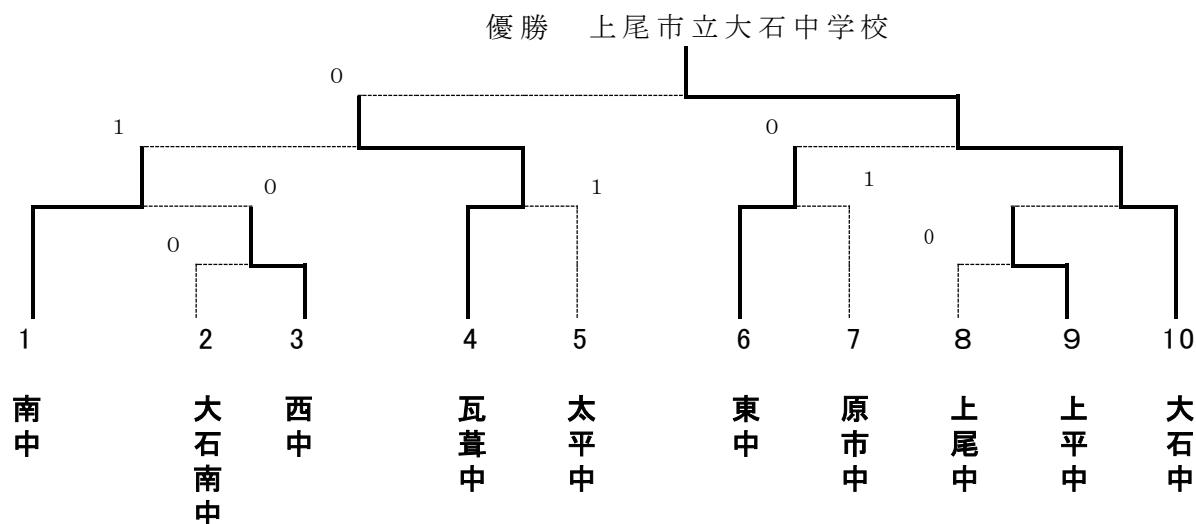 優勝　上尾市立大石中学校
０
１
０
０
１
１
０
０
1
2
3
4
5
6
7
8
9
10
南中
大石南中
西中
瓦葺中
太平中
東中
原市中
上尾中
上平中
大石中